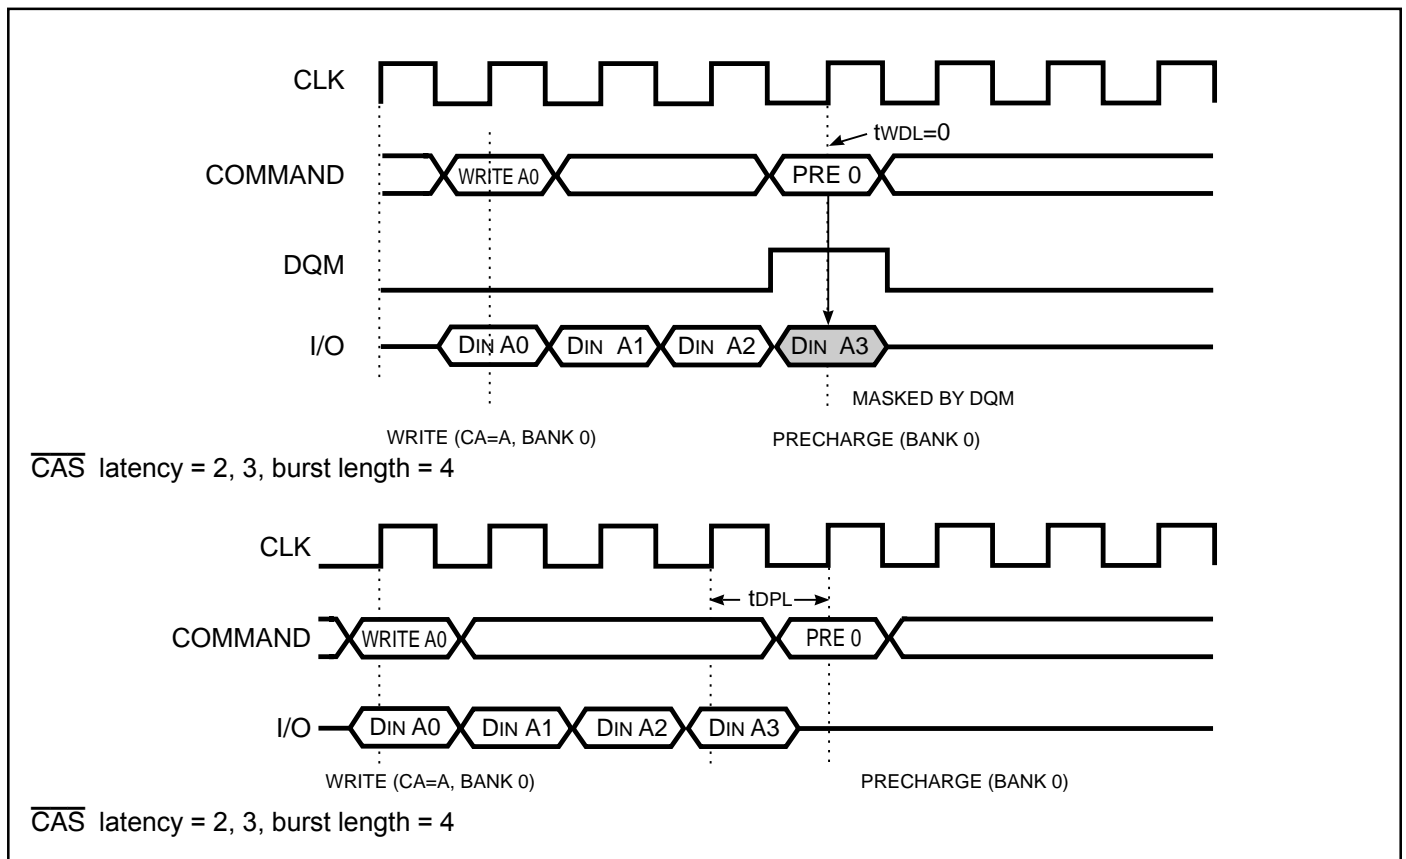 CLK
tWDL=0
COMMAND WRITE A0 PRE 0
DQM
I/O DIN A0 DIN A1 DIN A2 DIN A3
MASKED BY DQM
WRITE (CA=A, BANK 0) PRECHARGE (BANK 0)
CAS latency = 2, 3, burst length = 4
CLK
tDPL
COMMAND WRITE A0 PRE 0
I/O DIN A0 DIN A1 DIN A2 DIN A3
WRITE (CA=A, BANK 0) PRECHARGE (BANK 0)
CAS latency = 2, 3, burst length = 4